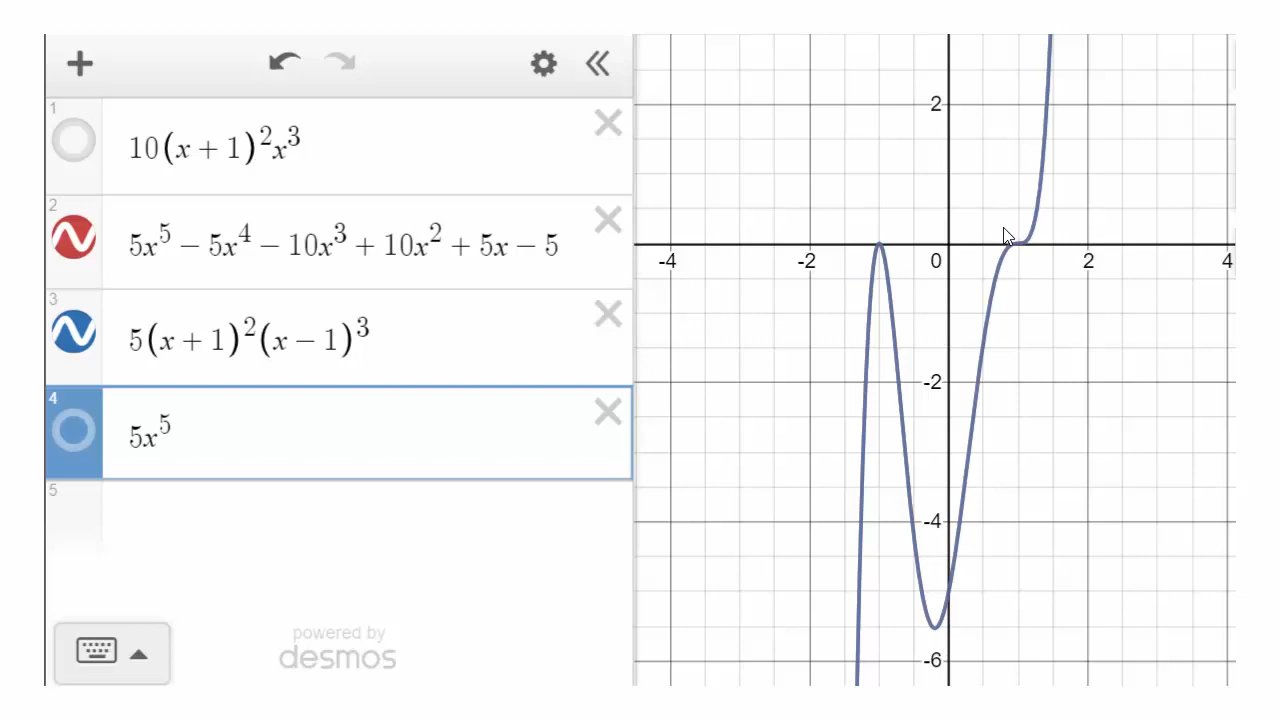 1
10(x + 1)²x³
2
5x⁵ − 5x⁴ − 10x³ + 10x² + 5x − 5
3
5(x + 1)²(x − 1)³
4
5x⁵
5
powered by
desmos
2
-4 -2 0 2 4
-2
-4
-6